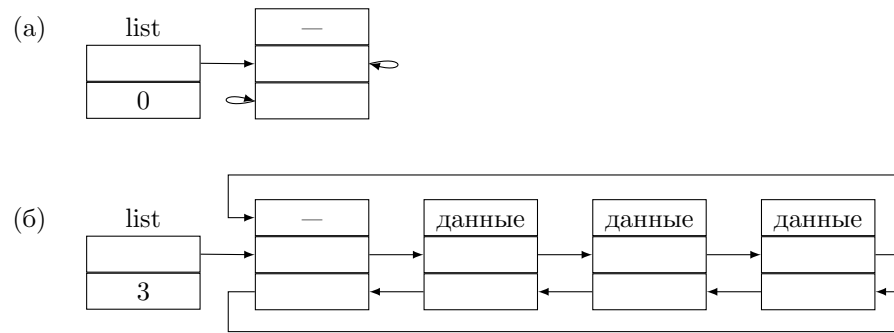 (а)
list
—
0
(б)
list
— данные данные данные
3